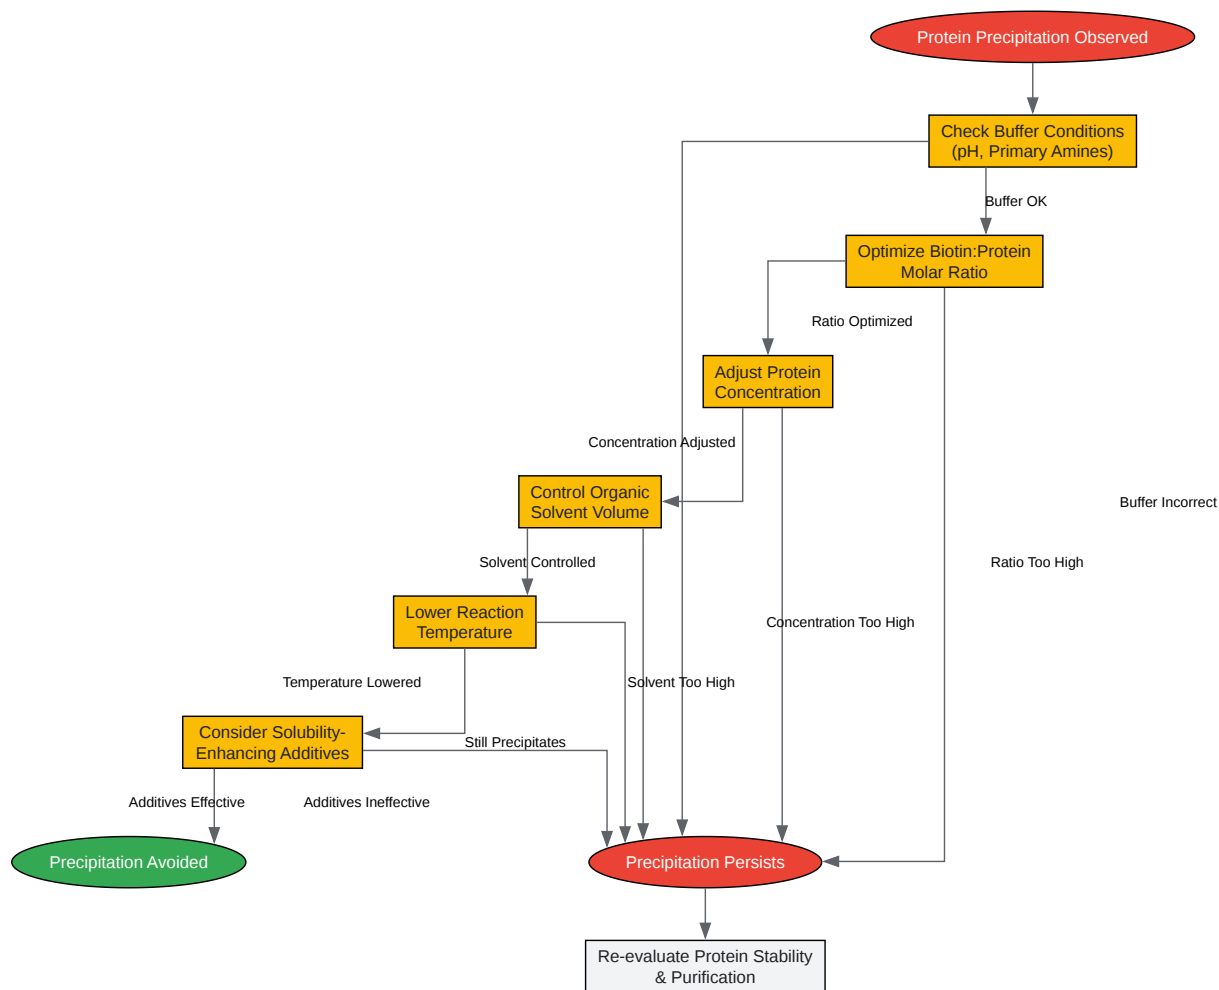 Protein Precipitation Observed
Check Buffer Conditions
(pH, Primary Amines)
Buffer OK
Optimize Biotin:Protein
Molar Ratio
Ratio Optimized
Adjust Protein
Concentration
Concentration Adjusted
Control Organic
Solvent Volume
Buffer Incorrect
Solvent Controlled
Ratio Too High
Lower Reaction
Temperature
Concentration Too High
Temperature Lowered
Solvent Too High
Consider Solubility-
Enhancing Additives
Still Precipitates
Additives Effective
Additives Ineffective
Precipitation Avoided
Precipitation Persists
Re-evaluate Protein Stability
& Purification